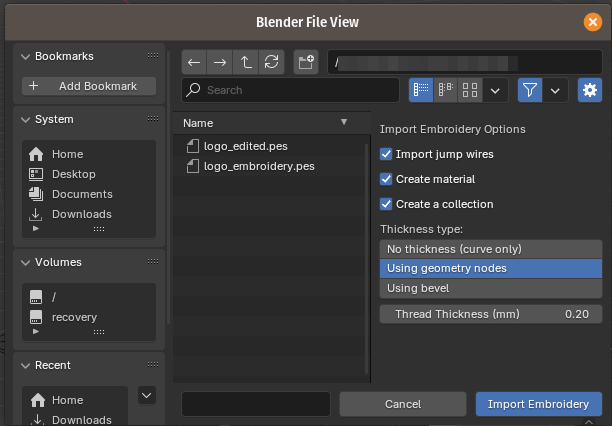 Blender File View
Bookmarks
Add Bookmark
System
Home
Desktop
Documents
Downloads
Volumes
/
recovery
Recent
Home
Downloads
/
Search
Name
logo_edited.pes
logo_embroidery.pes
Import Embroidery Options
Import jump wires
Create material
Create a collection
Thickness type:
No thickness (curve only)
Using geometry nodes
Using bevel
Thread Thickness (mm) 0.20
Cancel
Import Embroidery